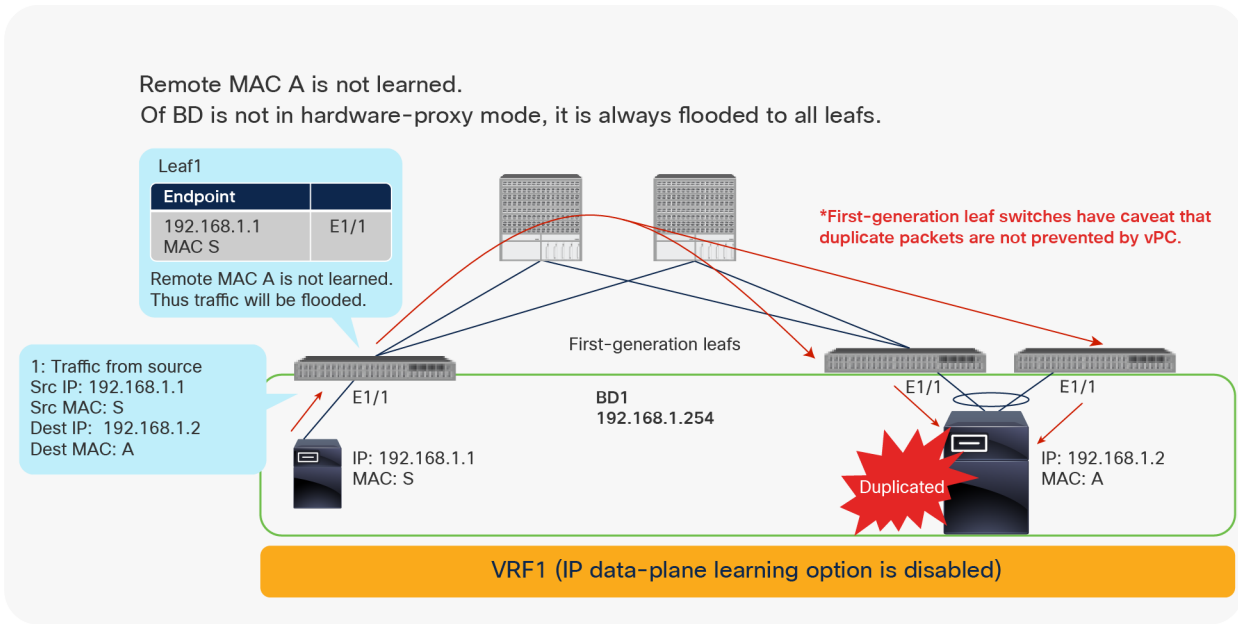 Remote MAC A is not learned.
Of BD is not in hardware-proxy mode, it is always flooded to all leafs.
Leaf1
Endpoint
192.168.1.1 E1/1
MAC S
Remote MAC A is not learned.
Thus traffic will be flooded.
*First-generation leaf switches have caveat that
duplicate packets are not prevented by vPC.
First-generation leafs
1: Traffic from source
Src IP: 192.168.1.1
Src MAC: S
Dest IP: 192.168.1.2
Dest MAC: A
E1/1
BD1
192.168.1.254
E1/1
E1/1
IP: 192.168.1.1
MAC: S
Duplicated
IP: 192.168.1.2
MAC: A
VRF1 (IP data-plane learning option is disabled)